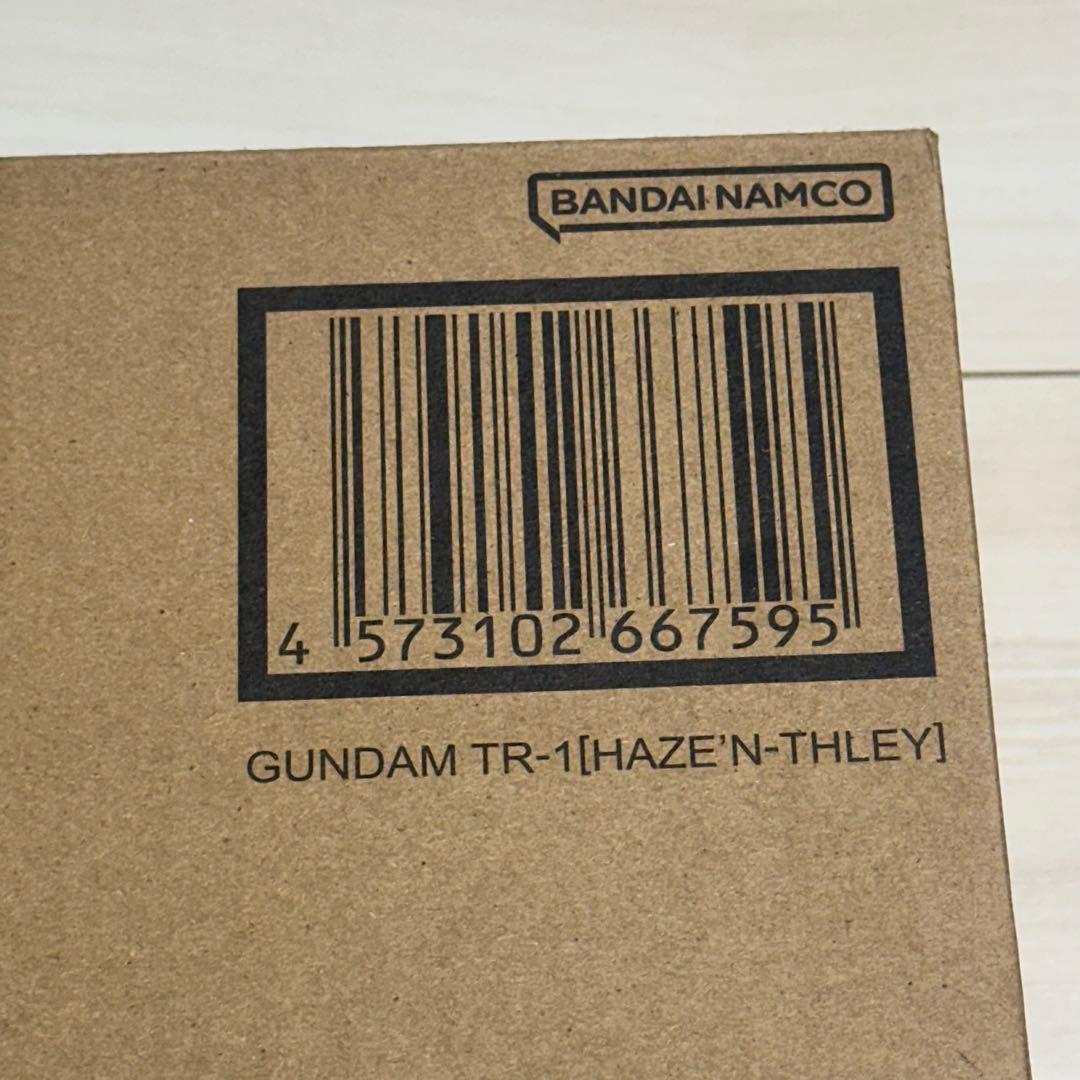 BANDAI NAMCO
4 573102 667595
GUNDAM TR-1[HAZE'N-THLEY]